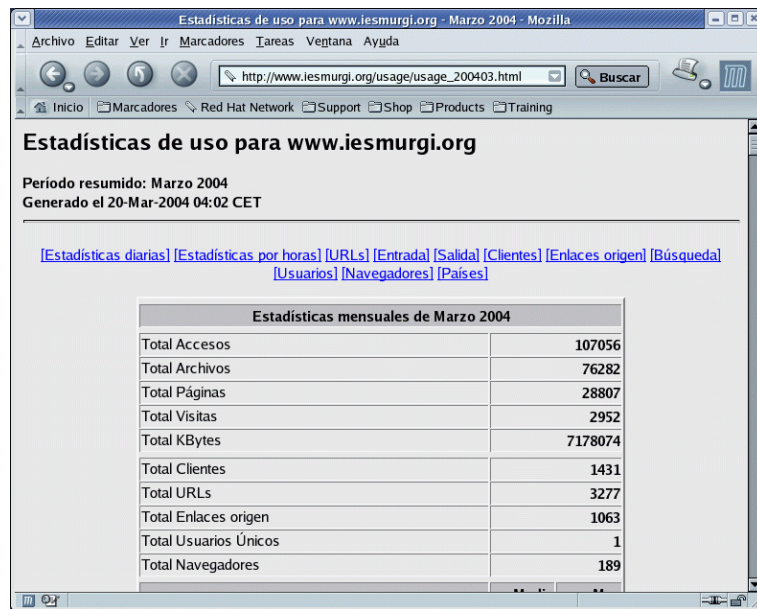 Estadísticas de uso para www.iesmurgi.org - Marzo 2004 - Mozilla
Archivo Editar Ver Ir Marcadores Tareas Ventana Ayuda
http://www.iesmurgi.org/usage/usage_200403.html Buscar
Inicio Marcadores Red Hat Network Support Shop Products Training
Estadísticas de uso para www.iesmurgi.org
Período resumido: Marzo 2004
Generado el 20-Mar-2004 04:02 CET
[Estadísticas diarias] [Estadísticas por horas] [URLs] [Entrada] [Salida] [Clientes] [Enlaces origen] [Búsqueda]
[Usuarios] [Navegadores] [Países]
Estadísticas mensuales de Marzo 2004
Total Accesos 107056
Total Archivos 76282
Total Páginas 28807
Total Visitas 2952
Total KBytes 7178074
Total Clientes 1431
Total URLs 3277
Total Enlaces origen 1063
Total Usuarios Únicos 1
Total Navegadores 189